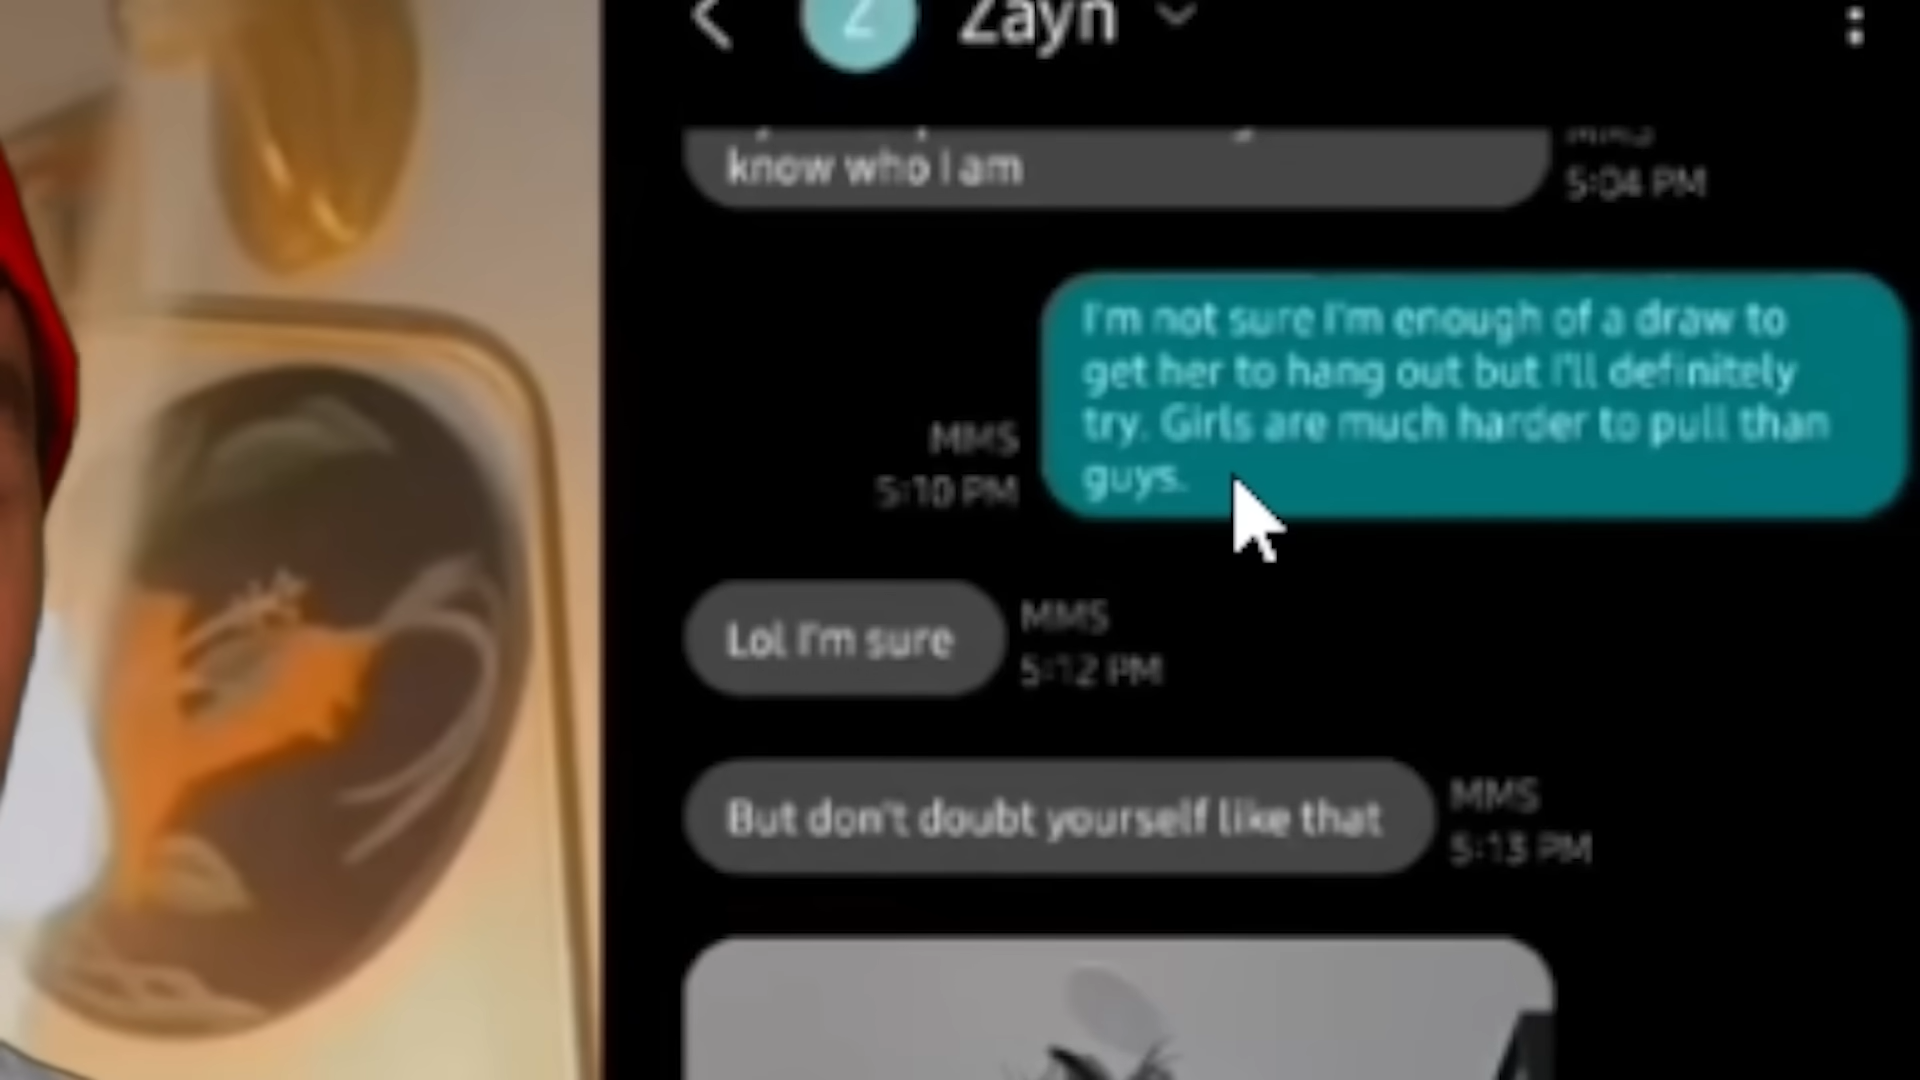 Z
Zayn
know who I am
MMS
5:04 PM
I'm not sure I'm enough of a draw to
get her to hang out but I'll definitely
try. Girls are much harder to pull than
guys.
MMS
5:10 PM
Lol I'm sure
MMS
5:12 PM
But don't doubt yourself like that
MMS
5:13 PM